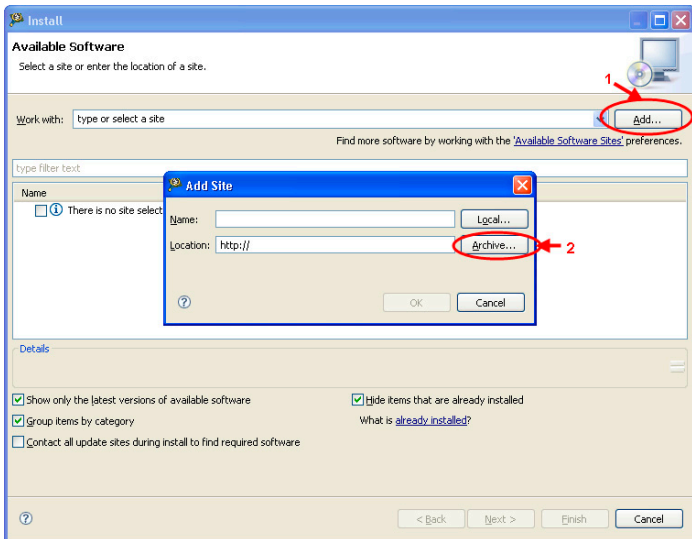 Install
Available Software
Select a site or enter the location of a site.
1
Work with: type or select a site Add...
Find more software by working with the 'Available Software Sites' preferences.
type filter text
Name
There is no site select
Add Site
Name: Local...
Location: http:// Archive... 2
OK Cancel
Details
Show only the latest versions of available software Hide items that are already installed
Group items by category What is already installed?
Contact all update sites during install to find required software
< Back Next > Finish Cancel